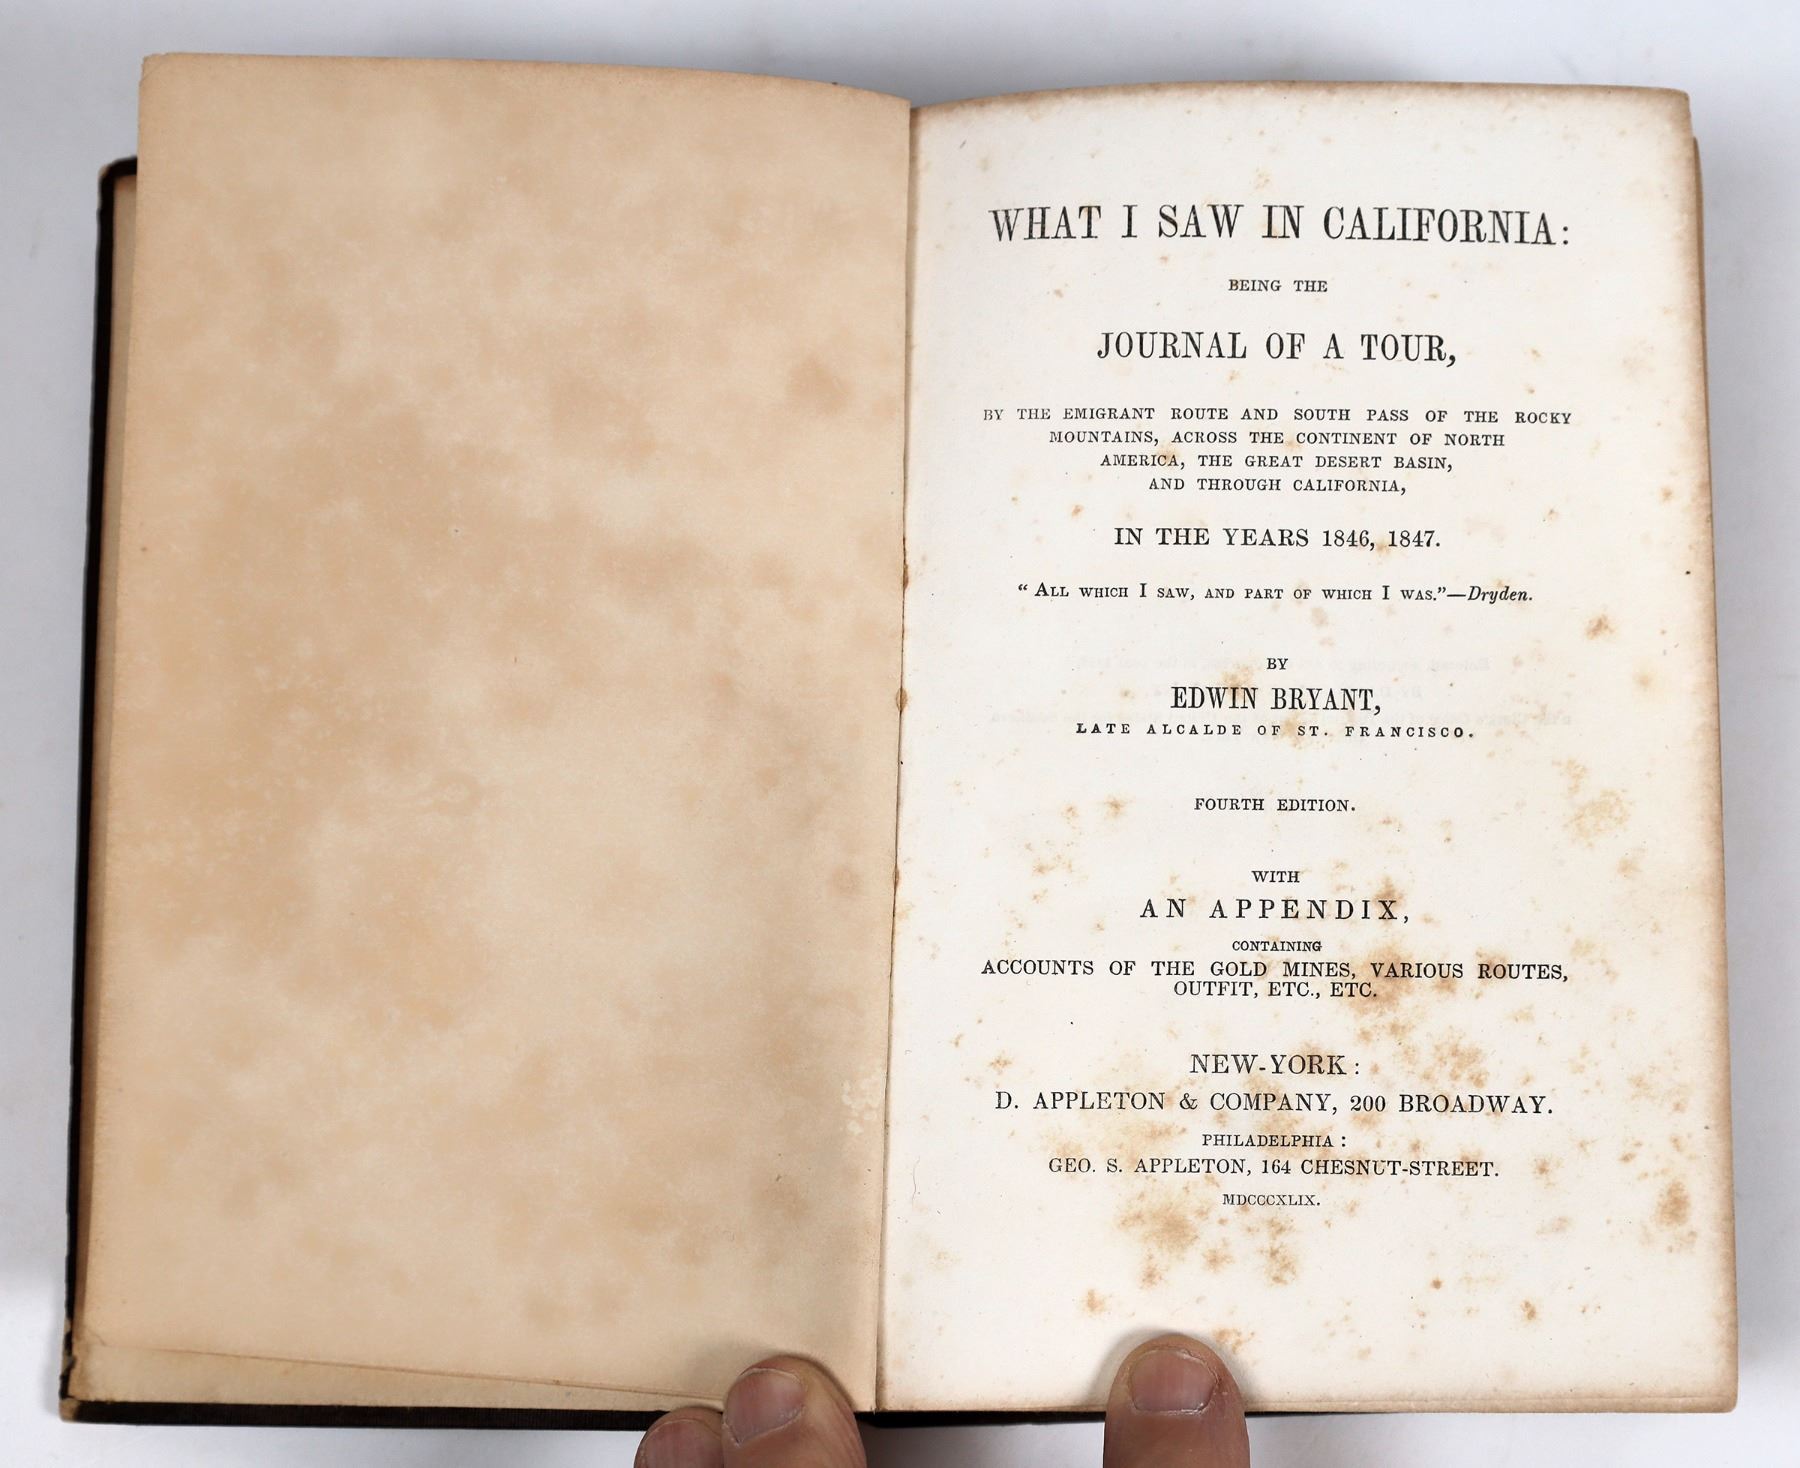 WHAT I SAW IN CALIFORNIA:
BEING THE
JOURNAL OF A TOUR,
BY THE EMIGRANT ROUTE AND SOUTH PASS OF THE ROCKY
MOUNTAINS, ACROSS THE CONTINENT OF NORTH
AMERICA, THE GREAT DESERT BASIN,
AND THROUGH CALIFORNIA,
IN THE YEARS 1846, 1847.
“ ALL WHICH I SAW, AND PART OF WHICH I WAS.”—Dryden.
BY
EDWIN BRYANT,
LATE ALCALDE OF ST. FRANCISCO.
FOURTH EDITION.
WITH
AN APPENDIX,
CONTAINING
ACCOUNTS OF THE GOLD MINES, VARIOUS ROUTES,
OUTFIT, ETC., ETC.
NEW-YORK :
D. APPLETON & COMPANY, 200 BROADWAY.
PHILADELPHIA :
GEO. S. APPLETON, 164 CHESNUT-STREET.
MDCCCXLIX.